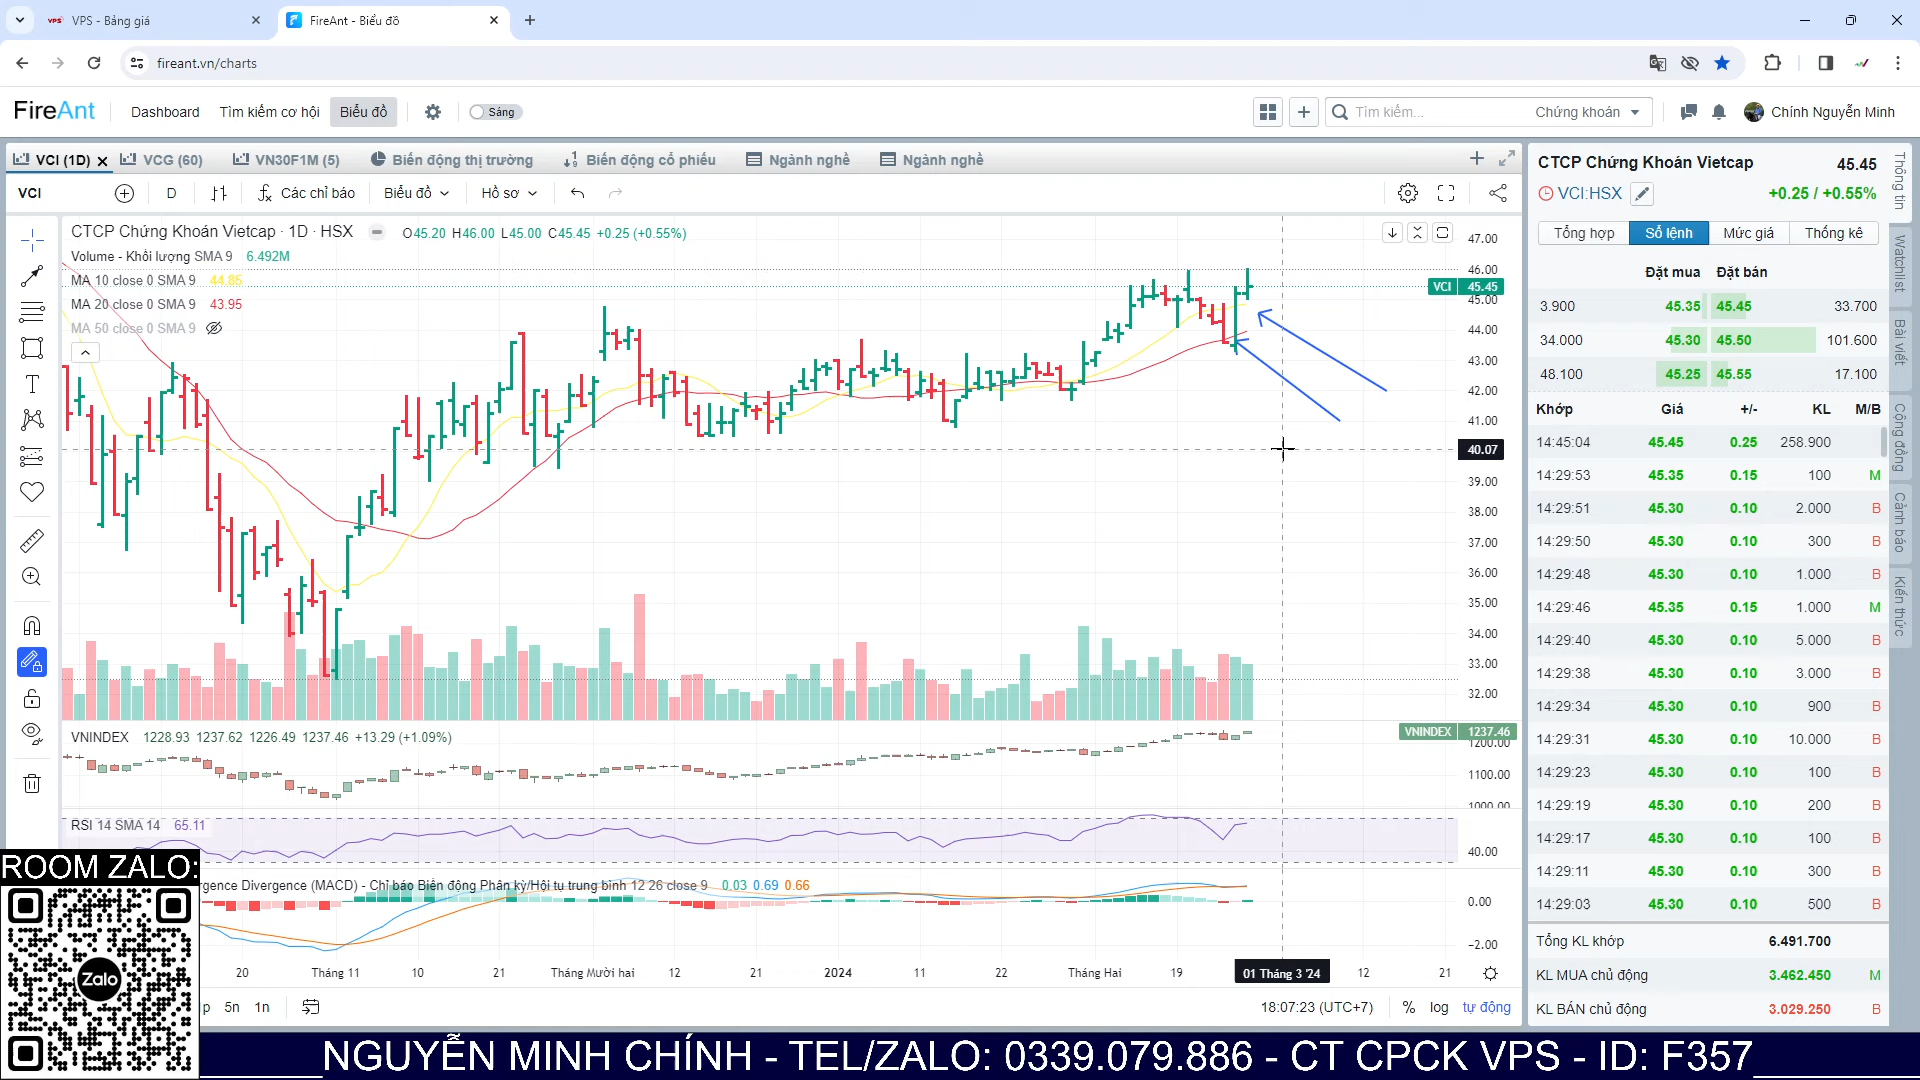 VPS - Bảng giá
FireAnt - Biểu đồ
fireant.vn/charts
FireAnt
Dashboard
Tìm kiếm cơ hội
Biểu đồ
Sáng
Tìm kiếm...
Chứng khoán
Chính Nguyễn Minh
VCI (1D)
VCG (60)
VN30F1M (5)
Biến động thị trường
Biến động cổ phiếu
Ngành nghề
Ngành nghề
VCI
D
Các chỉ báo
Biểu đồ
Hồ sơ
CTCP Chứng Khoán Vietcap · 1D · HSX
O45.20 H46.00 L45.00 C45.45 +0.25 (+0.55%)
Volume - Khối lượng SMA 9 6.492M
MA 10 close 0 SMA 9 44.85
MA 20 close 0 SMA 9 43.95
MA 50 close 0 SMA 9
47.00
46.00
VCI 45.45
45.00
44.00
43.00
42.00
41.00
40.07
39.00
38.00
37.00
36.00
35.00
34.00
33.00
32.00
VNINDEX 1228.93 1237.62 1226.49 1237.46 +13.29 (+1.09%)
VNINDEX 1237.46
1200.00
1100.00
1000.00
RSI 14 SMA 14 65.11
40.00
rgence Divergence (MACD) - Chỉ báo Biến động Phân kỳ/Hội tụ trung bình 12 26 close 9 0.03 0.69 0.66
0.00
−2.00
20 Tháng 11 10 21 Tháng Mười hai 12 21 2024 11 22 Tháng Hai 19 01 Tháng 3 '24 12 21
p 5n 1n
18:07:23 (UTC+7) % log tự động
CTCP Chứng Khoán Vietcap 45.45
VCI:HSX +0.25 / +0.55%
Tổng hợp Sổ lệnh Mức giá Thống kê
Đặt mua Đặt bán
3.900 45.35 45.45 33.700
34.000 45.30 45.50 101.600
48.100 45.25 45.55 17.100
Khớp Giá +/- KL M/B
14:45:04 45.45 0.25 258.900
14:29:53 45.35 0.15 100 M
14:29:51 45.30 0.10 2.000 B
14:29:50 45.30 0.10 300 B
14:29:48 45.30 0.10 1.000 B
14:29:46 45.35 0.15 1.000 M
14:29:40 45.30 0.10 5.000 B
14:29:38 45.30 0.10 3.000 B
14:29:34 45.30 0.10 900 B
14:29:31 45.30 0.10 10.000 B
14:29:23 45.30 0.10 100 B
14:29:19 45.30 0.10 200 B
14:29:17 45.30 0.10 100 B
14:29:11 45.30 0.10 300 B
14:29:03 45.30 0.10 500 B
Tổng KL khớp 6.491.700
KL MUA chủ động 3.462.450 M
KL BÁN chủ động 3.029.250 B
Thông tin
Watchlist
Bài viết
Cộng đồng
Cảnh báo
Kiến thức
ROOM ZALO:
Zalo
NGUYỄN MINH CHÍNH - TEL/ZALO: 0339.079.886 - CT CPCK VPS - ID: F357